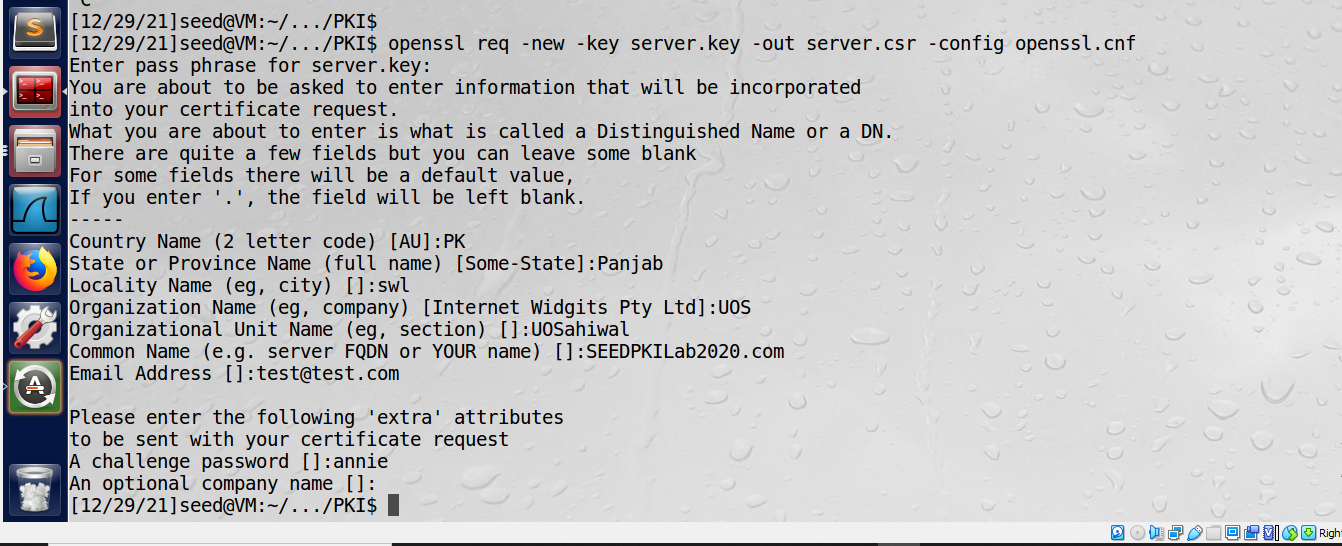 [12/29/21]seed@VM:~/.../PKI$
[12/29/21]seed@VM:~/.../PKI$ openssl req -new -key server.key -out server.csr -config openssl.cnf
Enter pass phrase for server.key:
You are about to be asked to enter information that will be incorporated
into your certificate request.
What you are about to enter is what is called a Distinguished Name or a DN.
There are quite a few fields but you can leave some blank
For some fields there will be a default value,
If you enter '.', the field will be left blank.
-----
Country Name (2 letter code) [AU]:PK
State or Province Name (full name) [Some-State]:Panjab
Locality Name (eg, city) []:swl
Organization Name (eg, company) [Internet Widgits Pty Ltd]:UOS
Organizational Unit Name (eg, section) []:UOSahiwal
Common Name (e.g. server FQDN or YOUR name) []:SEEDPKILab2020.com
Email Address []:test@test.com
Please enter the following 'extra' attributes
to be sent with your certificate request
A challenge password []:annie
An optional company name []:
[12/29/21]seed@VM:~/.../PKI$
Righ